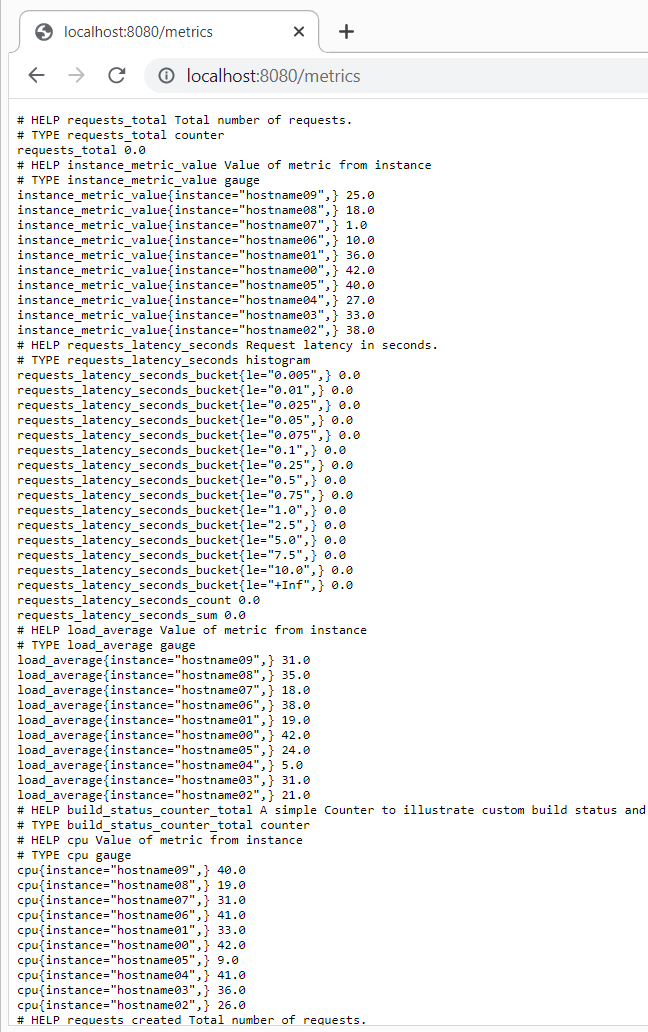 localhost:8080/metrics
localhost:8080/metrics
# HELP requests_total Total number of requests.
# TYPE requests_total counter
requests_total 0.0
# HELP instance_metric_value Value of metric from instance
# TYPE instance_metric_value gauge
instance_metric_value{instance="hostname09",} 25.0
instance_metric_value{instance="hostname08",} 18.0
instance_metric_value{instance="hostname07",} 1.0
instance_metric_value{instance="hostname06",} 10.0
instance_metric_value{instance="hostname01",} 36.0
instance_metric_value{instance="hostname00",} 42.0
instance_metric_value{instance="hostname05",} 40.0
instance_metric_value{instance="hostname04",} 27.0
instance_metric_value{instance="hostname03",} 33.0
instance_metric_value{instance="hostname02",} 38.0
# HELP requests_latency_seconds Request latency in seconds.
# TYPE requests_latency_seconds histogram
requests_latency_seconds_bucket{le="0.005",} 0.0
requests_latency_seconds_bucket{le="0.01",} 0.0
requests_latency_seconds_bucket{le="0.025",} 0.0
requests_latency_seconds_bucket{le="0.05",} 0.0
requests_latency_seconds_bucket{le="0.075",} 0.0
requests_latency_seconds_bucket{le="0.1",} 0.0
requests_latency_seconds_bucket{le="0.25",} 0.0
requests_latency_seconds_bucket{le="0.5",} 0.0
requests_latency_seconds_bucket{le="0.75",} 0.0
requests_latency_seconds_bucket{le="1.0",} 0.0
requests_latency_seconds_bucket{le="2.5",} 0.0
requests_latency_seconds_bucket{le="5.0",} 0.0
requests_latency_seconds_bucket{le="7.5",} 0.0
requests_latency_seconds_bucket{le="10.0",} 0.0
requests_latency_seconds_bucket{le="+Inf",} 0.0
requests_latency_seconds_count 0.0
requests_latency_seconds_sum 0.0
# HELP load_average Value of metric from instance
# TYPE load_average gauge
load_average{instance="hostname09",} 31.0
load_average{instance="hostname08",} 35.0
load_average{instance="hostname07",} 18.0
load_average{instance="hostname06",} 38.0
load_average{instance="hostname01",} 19.0
load_average{instance="hostname00",} 42.0
load_average{instance="hostname05",} 24.0
load_average{instance="hostname04",} 5.0
load_average{instance="hostname03",} 31.0
load_average{instance="hostname02",} 21.0
# HELP build_status_counter_total A simple Counter to illustrate custom build status and
# TYPE build_status_counter_total counter
# HELP cpu Value of metric from instance
# TYPE cpu gauge
cpu{instance="hostname09",} 40.0
cpu{instance="hostname08",} 19.0
cpu{instance="hostname07",} 31.0
cpu{instance="hostname06",} 41.0
cpu{instance="hostname01",} 33.0
cpu{instance="hostname00",} 42.0
cpu{instance="hostname05",} 9.0
cpu{instance="hostname04",} 41.0
cpu{instance="hostname03",} 36.0
cpu{instance="hostname02",} 26.0
# HELP requests_created Total number of requests.